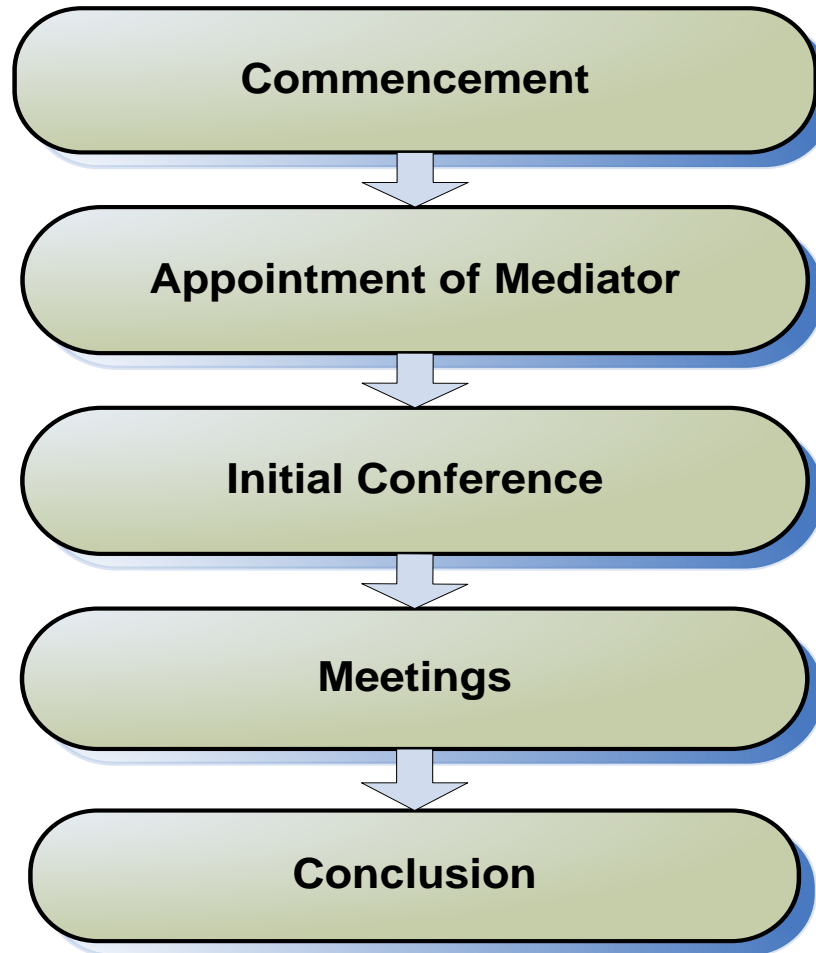 Commencement
Appointment of Mediator
Initial Conference
Meetings
Conclusion